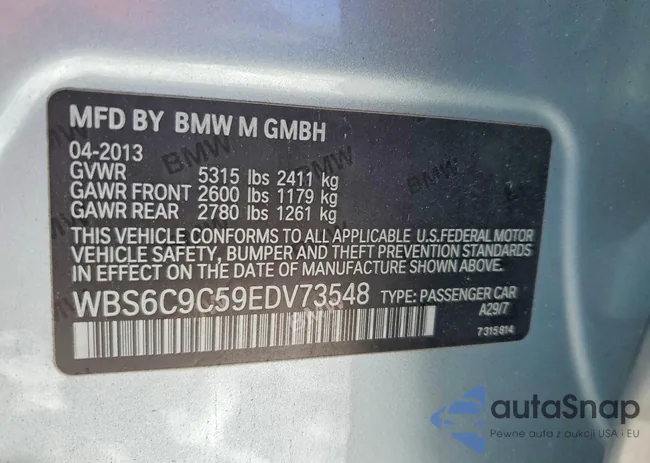 MFD BY BMW M GMBH
04-2013
GVWR 5315 lbs 2411 kg
GAWR FRONT 2600 lbs 1179 kg
GAWR REAR 2780 lbs 1261 kg
THIS VEHICLE CONFORMS TO ALL APPLICABLE U.S.FEDERAL MOTOR
VEHICLE SAFETY, BUMPER AND THEFT PREVENTION STANDARDS
IN EFFECT ON THE DATE OF MANUFACTURE SHOWN ABOVE.
WBS6C9C59EDV73548 TYPE: PASSENGER CAR
A29/7
7315814
autaSnap
Pewne auta z aukcji USA i EU